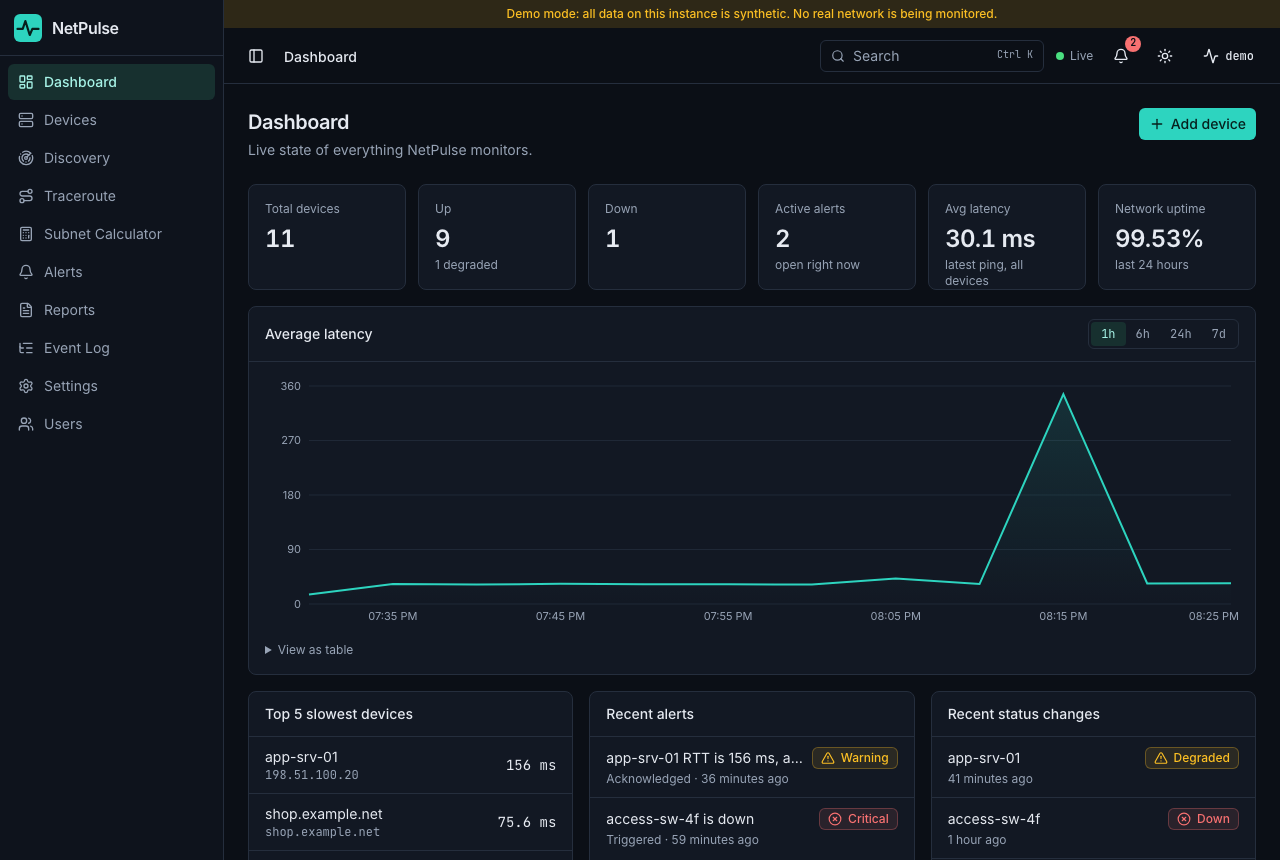 NetPulse
Demo mode: all data on this instance is synthetic. No real network is being monitored.
Dashboard
Search
Ctrl K
Live
2
demo
Dashboard
Devices
Discovery
Traceroute
Subnet Calculator
Alerts
Reports
Event Log
Settings
Users
Dashboard
Live state of everything NetPulse monitors.
Add device
Total devices
11
Up
9
1 degraded
Down
1
Active alerts
2
open right now
Avg latency
30.1 ms
latest ping, all
devices
Network uptime
99.53%
last 24 hours
Average latency
1h 6h 24h 7d
360
270
180
90
0
07:35 PM 07:45 PM 07:55 PM 08:05 PM 08:15 PM 08:25 PM
View as table
Top 5 slowest devices
app-srv-01
198.51.100.20
156 ms
shop.example.net
shop.example.net
75.6 ms
Recent alerts
app-srv-01 RTT is 156 ms, a...
Warning
Acknowledged · 36 minutes ago
access-sw-4f is down
Critical
Triggered · 59 minutes ago
Recent status changes
app-srv-01
Degraded
41 minutes ago
access-sw-4f
Down
1 hour ago